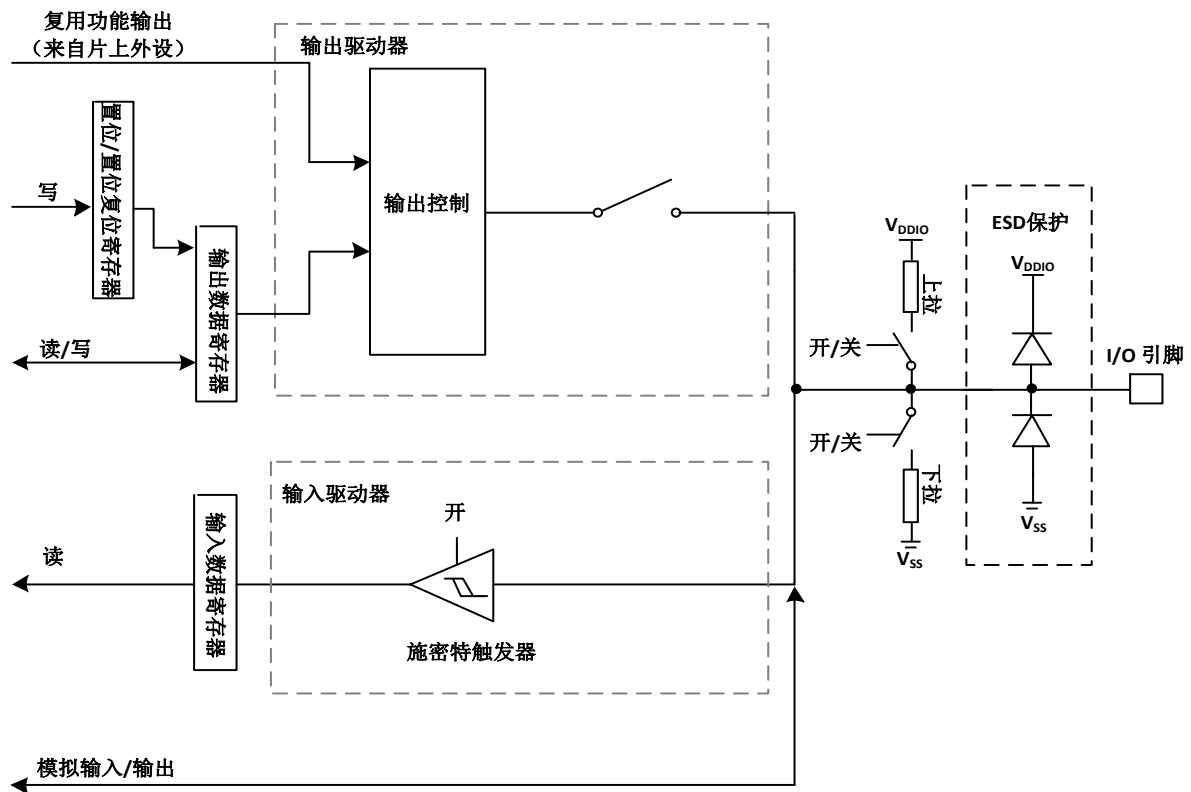 复用功能输出
（来自片上外设）
输出驱动器
置位/置位复位寄存器
写
输出控制
输出数据寄存器
读/写
VDDIO
上拉
开/关
ESD保护
VDDIO
I/O 引脚
开/关
下拉
VSS
VSS
输入驱动器
开
输入数据寄存器
读
施密特触发器
模拟输入/输出